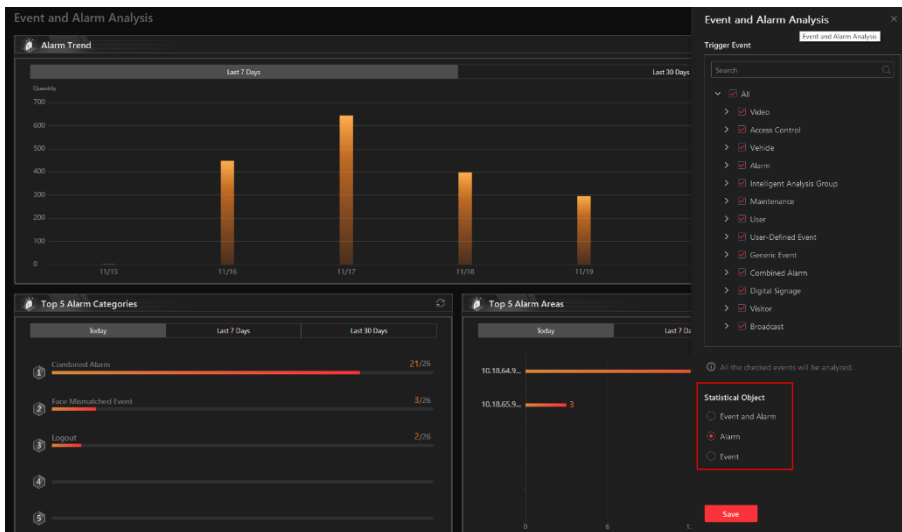 Event and Alarm Analysis
Alarm Trend
Last 7 Days
Last 30 Days
Quantity
700
600
500
400
300
200
100
0
11/15
11/16
11/17
11/18
11/19
Top 5 Alarm Categories
Today
Last 7 Days
Last 30 Days
1
Combined Alarm
21/26
2
Face Mismatched Event
3/26
3
Logout
2/26
4
5
Top 5 Alarm Areas
Today
Last 7 Da
10.18.64.9...
10.18.65.9...
3
0
6
Event and Alarm Analysis
Event and Alarm Analysis
Trigger Event
Search
All
Video
Access Control
Vehicle
Alarm
Intelligent Analysis Group
Maintenance
User
User-Defined Event
Generic Event
Combined Alarm
Digital Signage
Visitor
Broadcast
All the checked events will be analyzed.
Statistical Object
Event and Alarm
Alarm
Event
Save